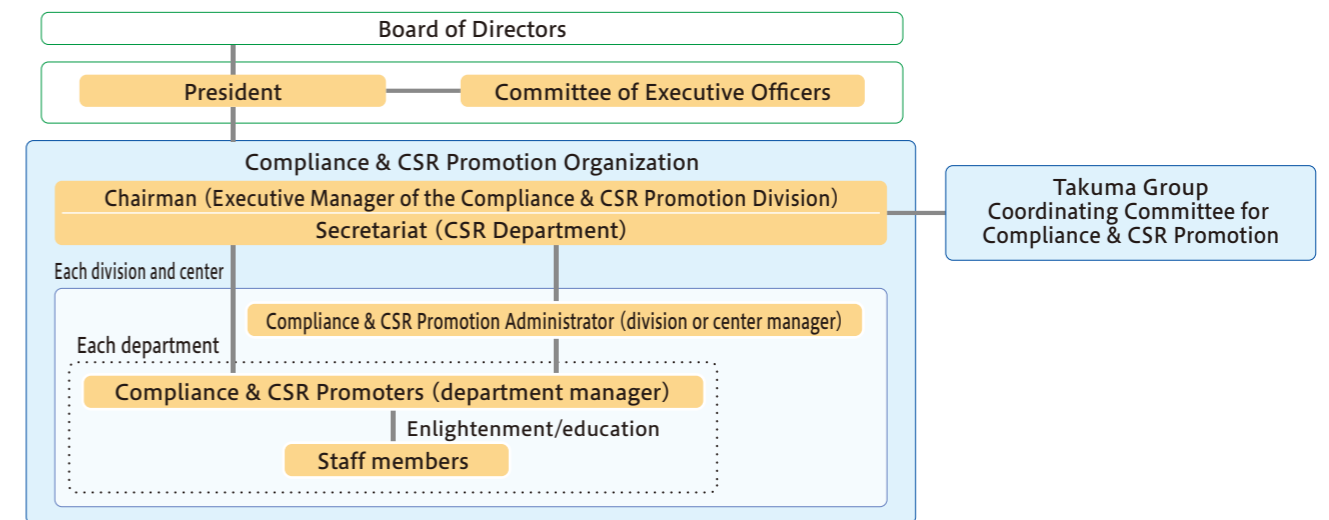 Board of Directors
President
Committee of Executive Officers
Compliance & CSR Promotion Organization
Chairman (Executive Manager of the Compliance & CSR Promotion Division)
Secretariat (CSR Department)
Takuma Group
Coordinating Committee for
Compliance & CSR Promotion
Each division and center
Compliance & CSR Promotion Administrator (division or center manager)
Each department
Compliance & CSR Promoters (department manager)
Enlightenment/education
Staff members